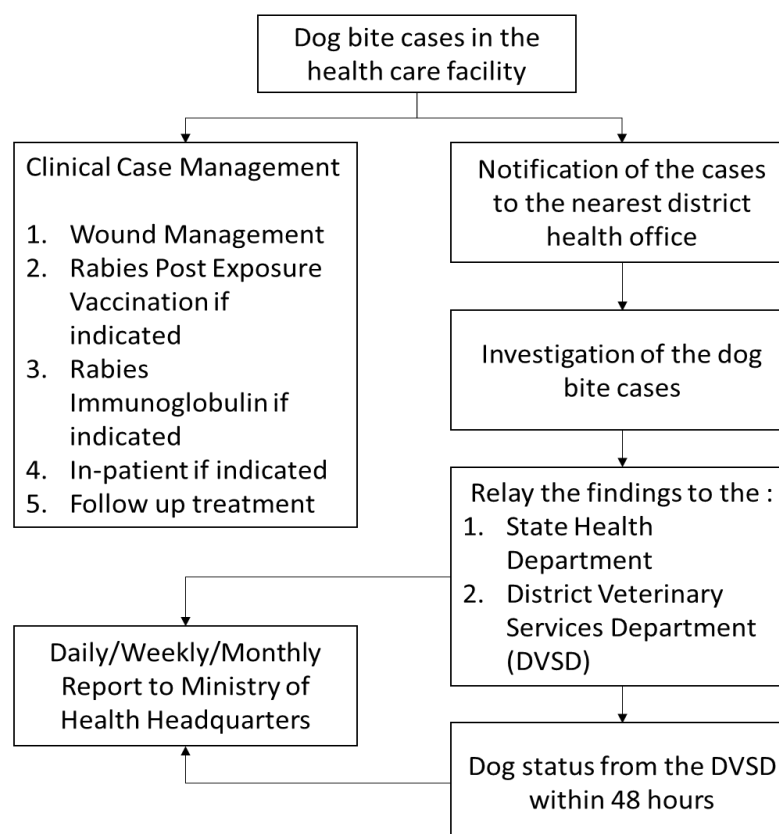 Dog bite cases in the
health care facility
Clinical Case Management
1. Wound Management
2. Rabies Post Exposure
Vaccination if
indicated
3. Rabies
Immunoglobulin if
indicated
4. In-patient if indicated
5. Follow up treatment
Notification of the cases
to the nearest district
health office
Investigation of the dog
bite cases
Relay the findings to the :
1. State Health
Department
2. District Veterinary
Services Department
(DVSD)
Daily/Weekly/Monthly
Report to Ministry of
Health Headquarters
Dog status from the DVSD
within 48 hours